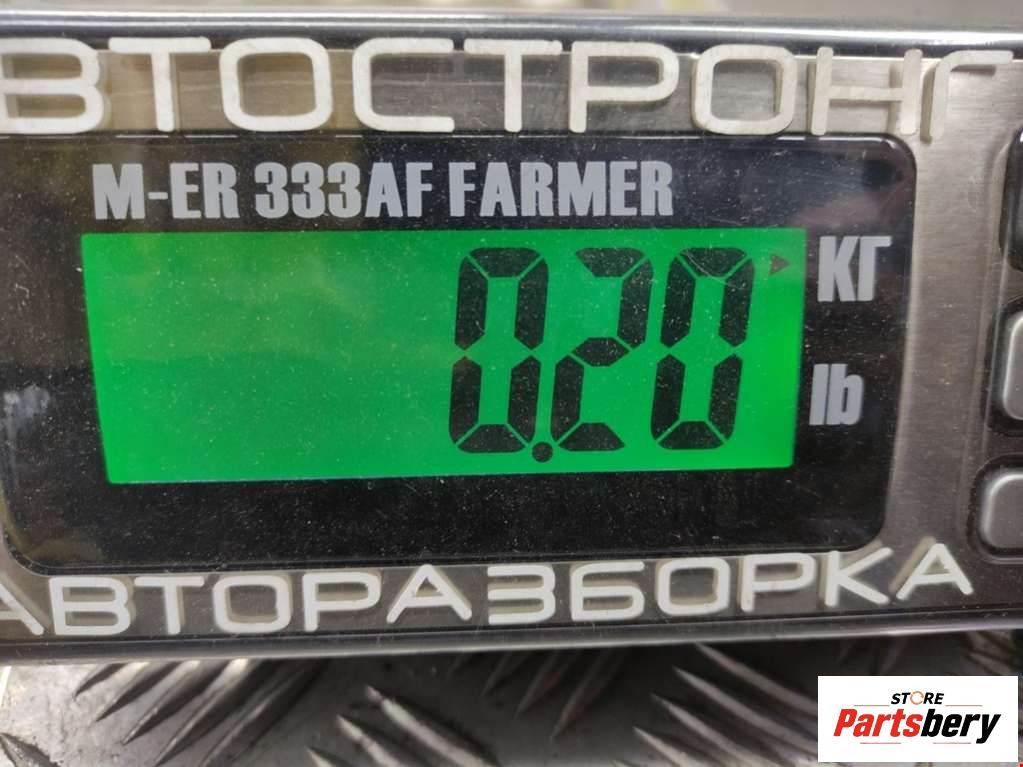 ВТОСТРОНГ
M-ER 333AF FARMER
0.20
КГ
lb
АВТОРАЗБОРКА
STORE
Partsbery